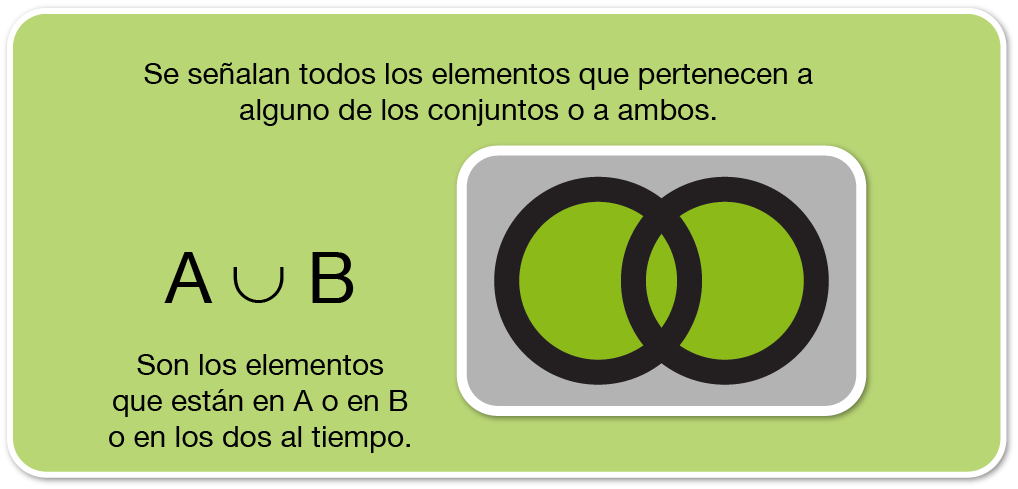 Se señalan todos los elementos que pertenecen a
alguno de los conjuntos o a ambos.
A ∪ B
Son los elementos
que están en A o en B
o en los dos al tiempo.